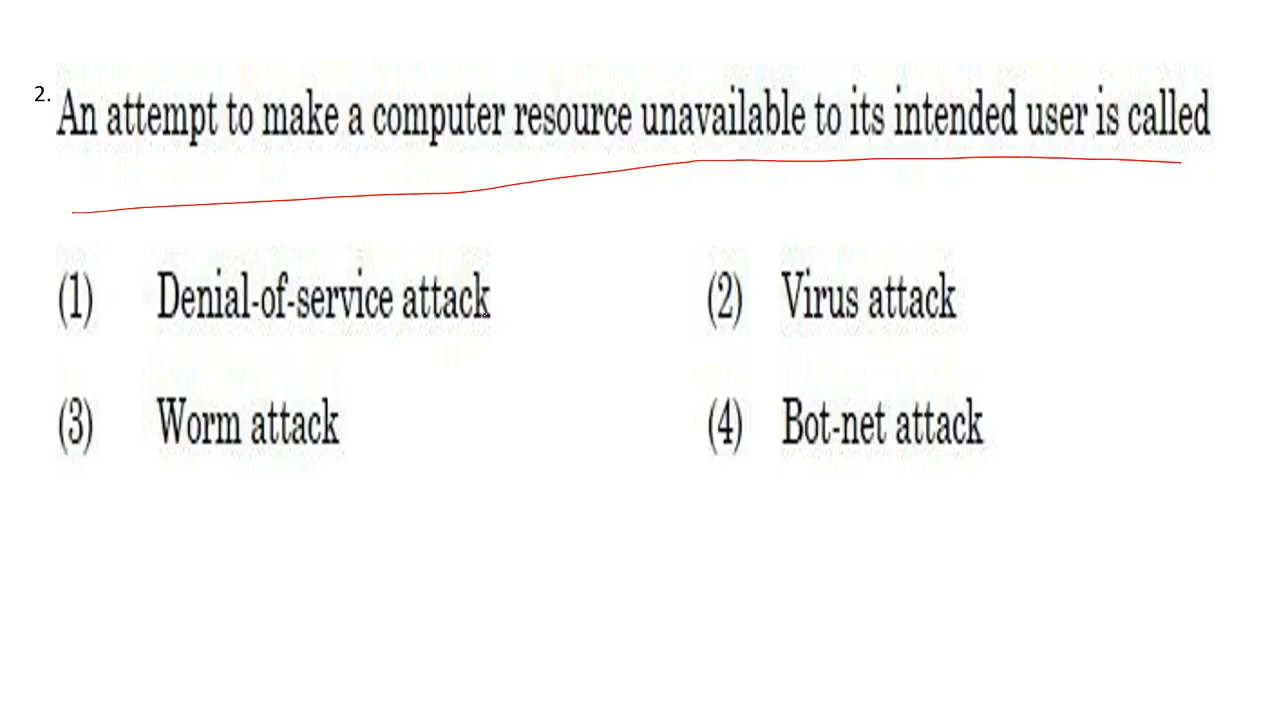 2. An attempt to make a computer resource unavailable to its intended user is called
(1) Denial-of-service attack (2) Virus attack
(3) Worm attack (4) Bot-net attack